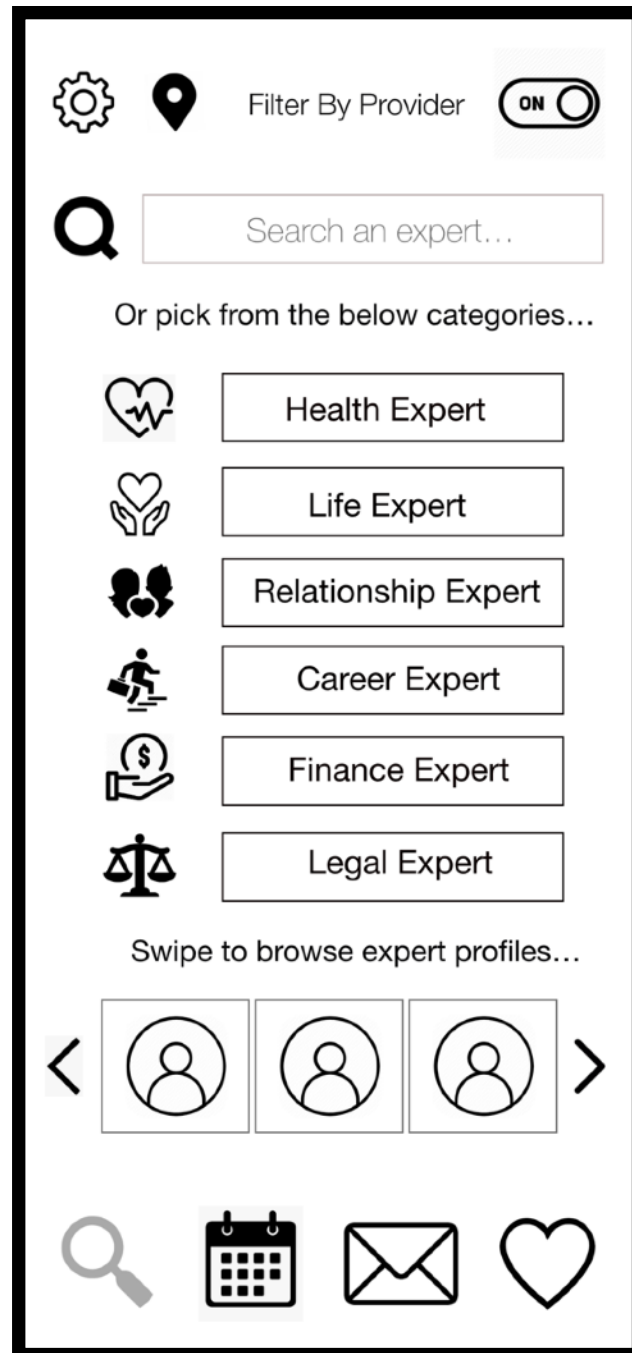 Filter By Provider ON
Search an expert...
Or pick from the below categories...
Health Expert
Life Expert
Relationship Expert
Career Expert
Finance Expert
$
Legal Expert
Swipe to browse expert profiles...